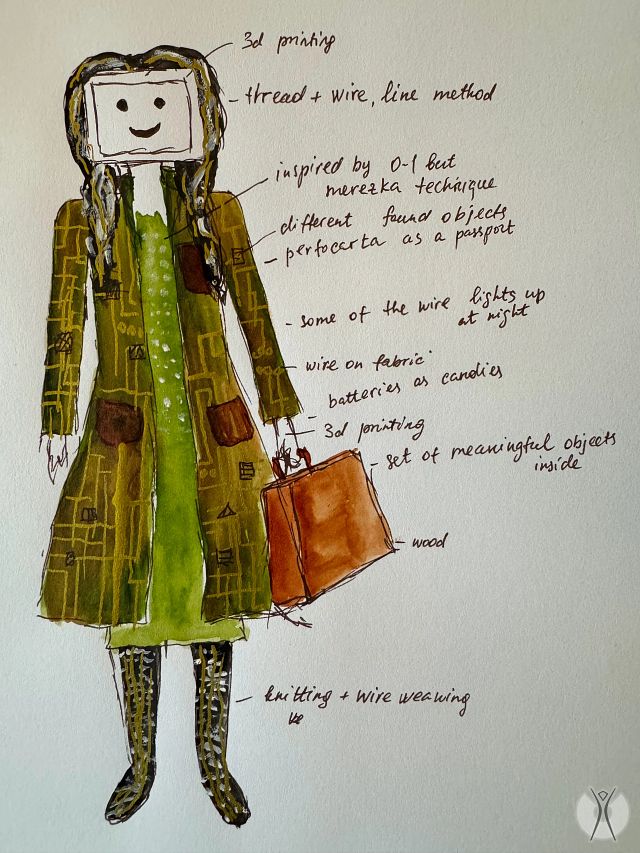 3d printing
thread + wire, line method
inspired by 0-1 but
merezka technique
different found objects
perfocarta as a passport
some of the wire lights up
at night
wire on fabric
batteries as candies
3d printing
set of meaningful objects
inside
wood
knitting + wire weawing